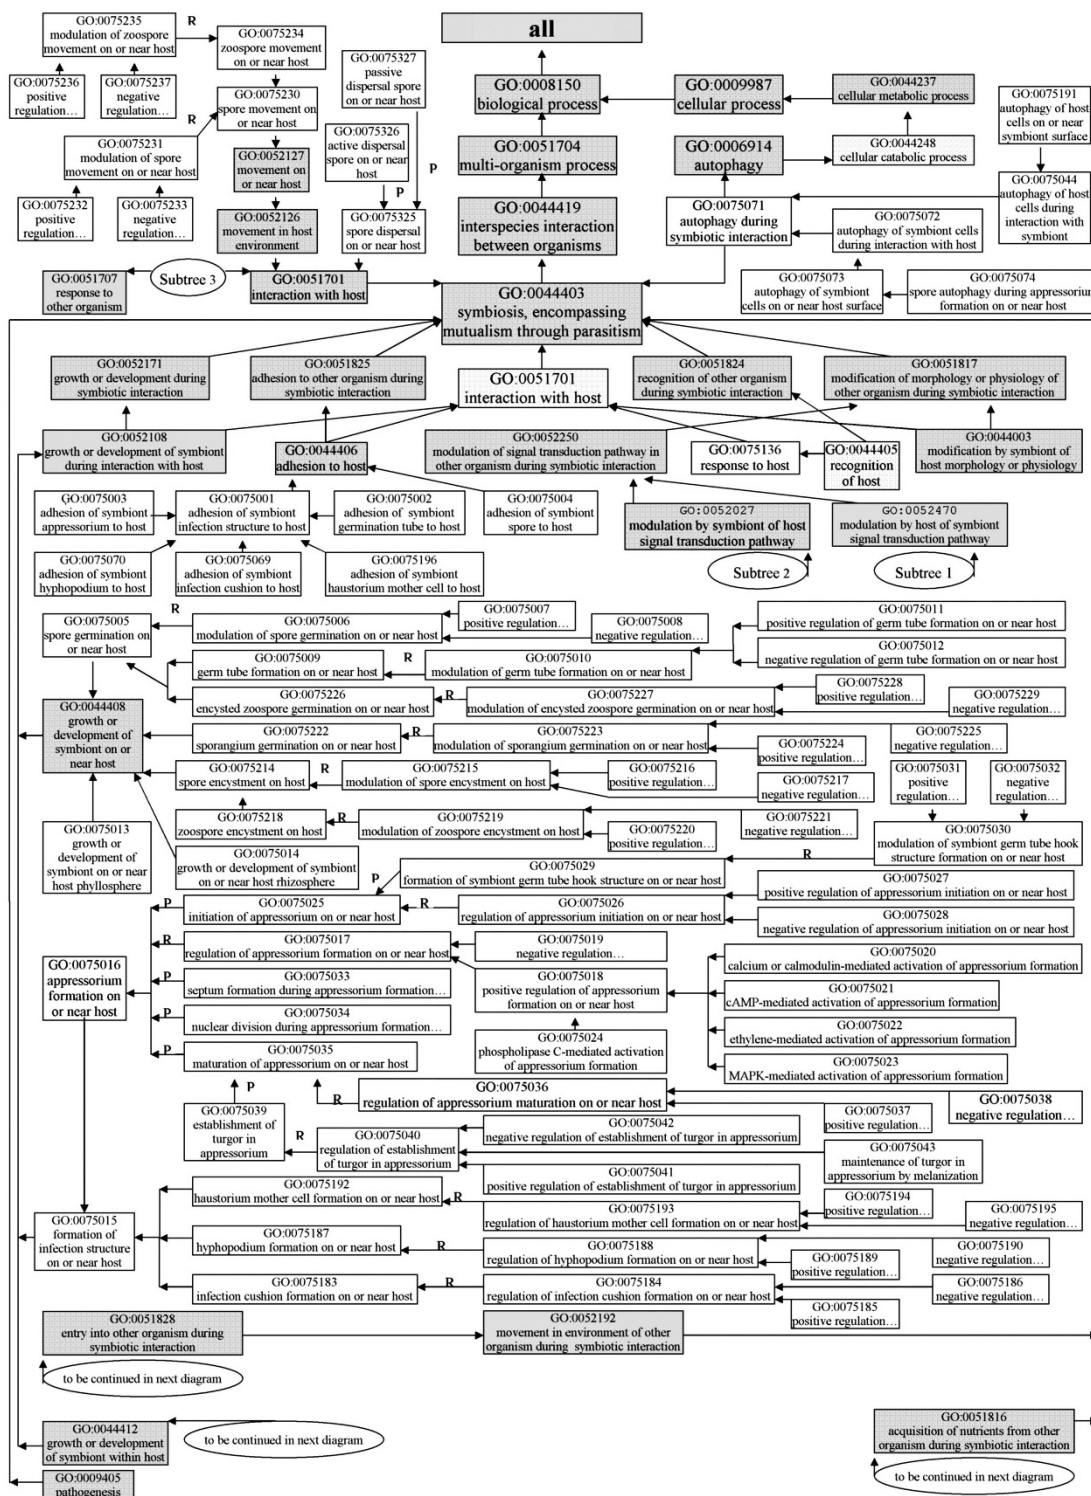 all
GO:0075235
modulation of zoospore
movement on or near host
R
GO:0075234
zoospore movement
on or near host
GO:0075236
positive
regulation…
GO:0075237
negative
regulation…
GO:0075230
spore movement on
or near host
R
GO:0075231
modulation of spore
movement on or near host
GO:0075232
positive
regulation…
GO:0075233
negative
regulation…
GO:0052127
movement on
or near host
GO:0052126
movement in host
environment
GO:0075327
passive
dispersal spore
on or near host
GO:0075326
active dispersal
spore on or near
host
P
P
GO:0075325
spore dispersal
on or near host
GO:0008150
biological process
GO:0009987
cellular process
GO:0044237
cellular metabolic process
GO:0075191
autophagy of host
cells on or near
symbiont surface
GO:0051704
multi-organism process
GO:0006914
autophagy
GO:0044248
cellular catabolic process
GO:0075044
autophagy of host
cells during
interaction with
symbiont
GO:0044419
interspecies interaction
between organisms
GO:0075071
autophagy during
symbiotic interaction
GO:0075072
autophagy of symbiont cells
during interaction with host
GO:0075073
autophagy of symbiont
cells on or near host surface
GO:0075074
spore autophagy during appressorium
formation on or near host
GO:0051707
response to
other organism
Subtree 3
GO:0051701
interaction with host
GO:0044403
symbiosis, encompassing
mutualism through parasitism
GO:0052171
growth or development during
symbiotic interaction
GO:0051825
adhesion to other organism during
symbiotic interaction
GO:0051701
interaction with host
GO:0051824
recognition of other organism
during symbiotic interaction
GO:0051817
modification of morphology or physiology of
other organism during symbiotic interaction
GO:0052108
growth or development of symbiont
during interaction with host
GO:0044406
adhesion to host
GO:0052250
modulation of signal transduction pathway in
other organism during symbiotic interaction
GO:0075136
response to host
GO:0044405
recognition
of host
GO:0044003
modification by symbiont of
host morphology or physiology
GO:0075003
adhesion of symbiont
appressorium to host
GO:0075001
adhesion of symbiont
infection structure to host
GO:0075002
adhesion of symbiont
germination tube to host
GO:0075004
adhesion of symbiont
spore to host
GO:0052027
modulation by symbiont of host
signal transduction pathway
GO:0052470
modulation by host of symbiont
signal transduction pathway
GO:0075070
adhesion of symbiont
hyphopodium to host
GO:0075069
adhesion of symbiont
infection cushion to host
GO:0075196
adhesion of symbiont
haustorium mother cell to host
Subtree 2
Subtree 1
GO:0075005
spore germination on
or near host
R
GO:0075006
modulation of spore germination on or near host
GO:0075007
positive regulation…
GO:0075008
negative regulation…
GO:0075011
positive regulation of germ tube formation on or near host
GO:0075009
germ tube formation on or near host
R
GO:0075010
modulation of germ tube formation on or near host
GO:0075012
negative regulation of germ tube formation on or near host
GO:0075226
encysted zoospore germination on or near host
R
GO:0075227
modulation of encysted zoospore germination on or near host
GO:0075228
positive regulation…
GO:0075229
negative regulation…
GO:0044408
growth or
development of
symbiont on or
near host
GO:0075222
sporangium germination on or near host
R
GO:0075223
modulation of sporangium germination on or near host
GO:0075225
negative regulation…
GO:0075224
positive regulation…
GO:0075214
spore encystment on host
R
GO:0075215
modulation of spore encystment on host
GO:0075216
positive regulation…
GO:0075217
negative regulation…
GO:0075031
positive
regulation…
GO:0075032
negative
regulation…
GO:0075218
zoospore encystment on host
R
GO:0075219
modulation of zoospore encystment on host
GO:0075221
negative regulation…
GO:0075220
positive regulation…
GO:0075013
growth or
development of
symbiont on or near
host phyllosphere
GO:0075014
growth or development of symbiont
on or near host rhizosphere
GO:0075030
modulation of symbiont germ tube hook
structure formation on or near host
R
GO:0075029
formation of symbiont germ tube hook structure on or near host
P
P
GO:0075025
initiation of appressorium on or near host
R
GO:0075026
regulation of appressorium initiation on or near host
GO:0075027
positive regulation of appressorium initiation on or near host
GO:0075028
negative regulation of appressorium initiation on or near host
R
GO:0075017
regulation of appressorium formation on or near host
GO:0075019
negative regulation…
GO:0075016
appressorium
formation on
or near host
P
GO:0075033
septum formation during appressorium formation…
GO:0075018
positive regulation of appressorium
formation on or near host
GO:0075020
calcium or calmodulin-mediated activation of appressorium formation
GO:0075021
cAMP-mediated activation of appressorium formation
P
GO:0075034
nuclear division during appressorium formation…
GO:0075022
ethylene-mediated activation of appressorium formation
P
GO:0075035
maturation of appressorium on or near host
GO:0075024
phospholipase C-mediated activation
of appressorium formation
GO:0075023
MAPK-mediated activation of appressorium formation
P
R
GO:0075036
regulation of appressorium maturation on or near host
GO:0075037
positive
regulation…
GO:0075038
negative regulation…
GO:0075039
establishment of
turgor in
appressorium
R
GO:0075040
regulation of establishment
of turgor in appressorium
GO:0075042
negative regulation of establishment of turgor in appressorium
GO:0075043
maintenance of turgor in
appressorium by melanization
GO:0075041
positive regulation of establishment of turgor in appressorium
GO:0075192
haustorium mother cell formation on or near host
R
GO:0075193
regulation of haustorium mother cell formation on or near host
GO:0075194
positive
regulation…
GO:0075195
negative regulation…
GO:0075015
formation of
infection structure
on or near host
GO:0075187
hyphopodium formation on or near host
R
GO:0075188
regulation of hyphopodium formation on or near host
GO:0075190
negative regulation…
GO:0075189
positive regulation…
GO:0075183
infection cushion formation on or near host
R
GO:0075184
regulation of infection cushion formation on or near host
GO:0075186
negative regulation…
GO:0075185
positive regulation…
GO:0051828
entry into other organism during
symbiotic interaction
GO:0052192
movement in environment of other
organism during symbiotic interaction
to be continued in next diagram
GO:0044412
growth or development
of symbiont within host
to be continued in next diagram
GO:0051816
acquisition of nutrients from other
organism during symbiotic interaction
to be continued in next diagram
GO:0009405
pathogenesis